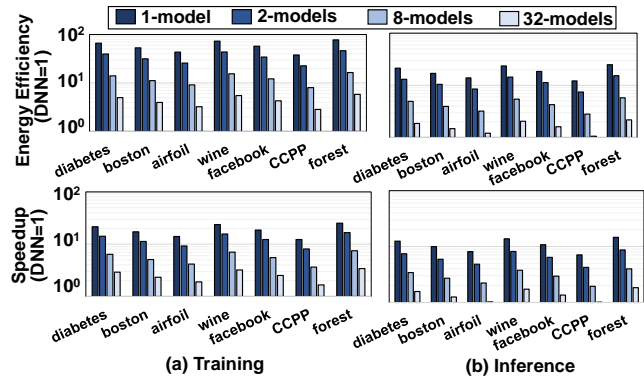 1-model 2-models 8-models 32-models
Energy Efficiency
(DNN=1)
10²
10¹
10⁰
diabetes boston airfoil wine facebook CCPP forest
diabetes boston airfoil wine facebook CCPP forest
Speedup
(DNN=1)
10²
10¹
10⁰
diabetes boston airfoil wine facebook CCPP forest
diabetes boston airfoil wine facebook CCPP forest
(a) Training (b) Inference